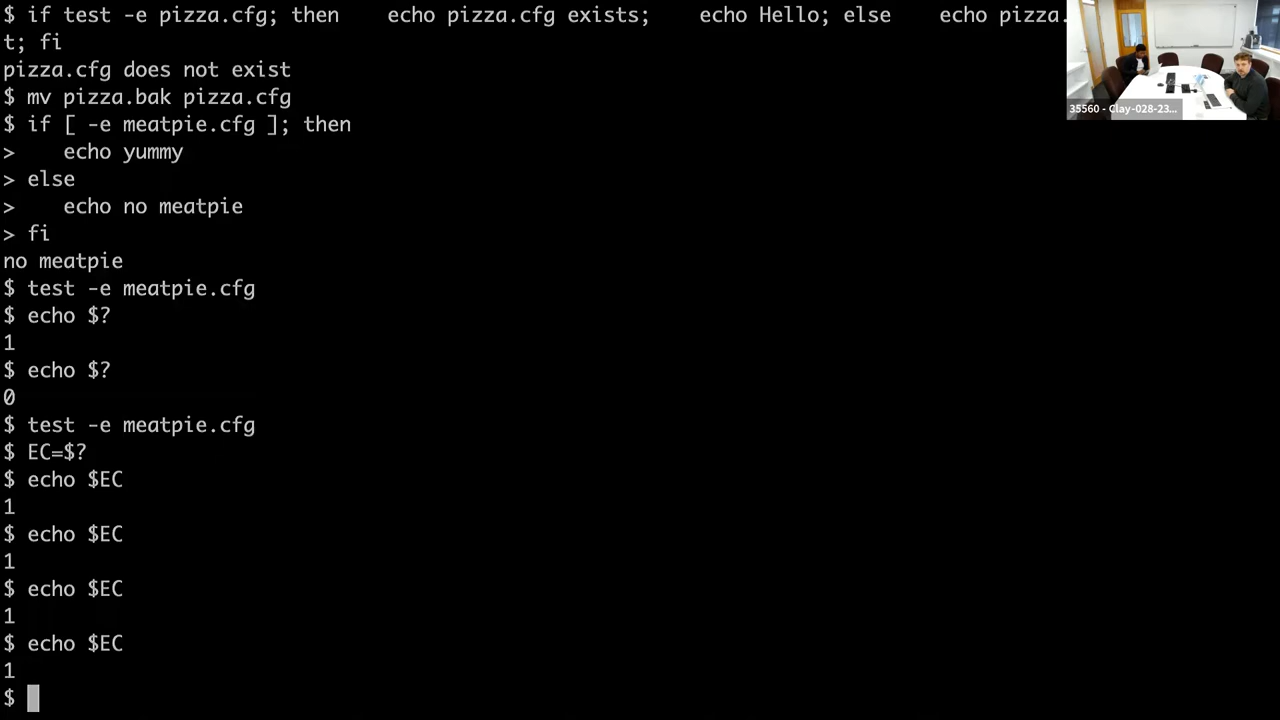 $ if test -e pizza.cfg; then    echo pizza.cfg exists;    echo Hello; else    echo pizza.
t; fi
pizza.cfg does not exist
$ mv pizza.bak pizza.cfg
$ if [ -e meatpie.cfg ]; then
>    echo yummy
> else
>    echo no meatpie
> fi
no meatpie
$ test -e meatpie.cfg
$ echo $?
1
$ echo $?
0
$ test -e meatpie.cfg
$ EC=$?
$ echo $EC
1
$ echo $EC
1
$ echo $EC
1
$ echo $EC
1
$
35560 - Clay-028-23...